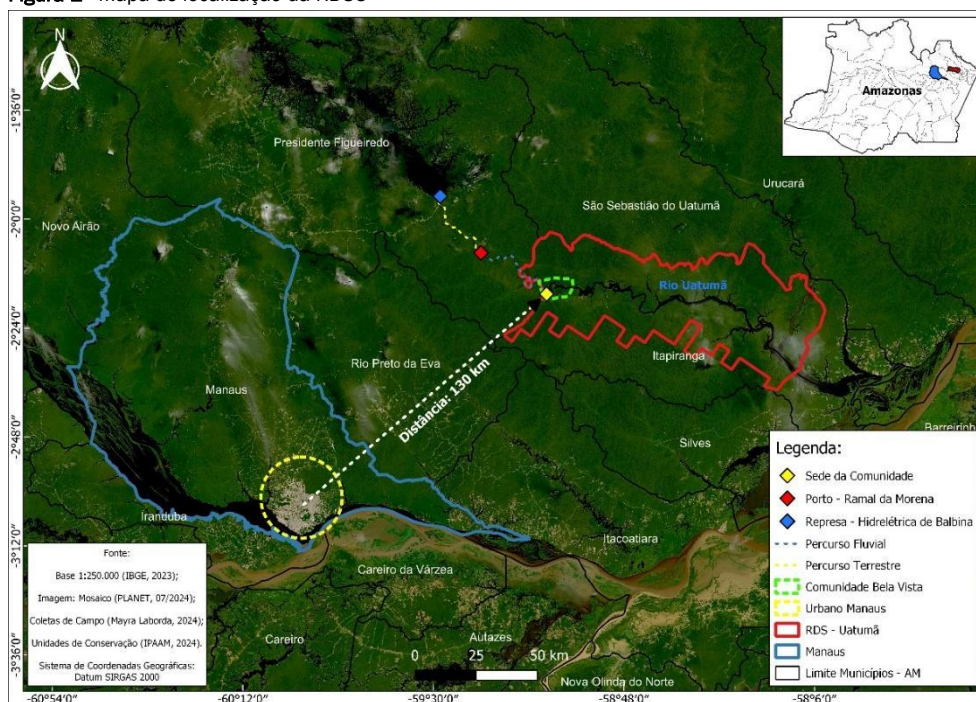 Figura 2 - Mapa de localização da RDSU
N
Amazonas
-1°36'0"
-2°0'0"
-2°24'0"
-2°48'0"
-3°12'0"
-3°36'0"
Presidente Figueiredo
Urucará
São Sebastião do Uatumã
Novo Airão
Rio Uatumã
Rio Preto da Eva
Itapiranga
Manaus
Distância: 130 km
Silves
Barreirinh
Iranduba
Itacoatiara
Careiro da Várzea
Careiro
Autazes
Nova Olinda do Norte
Legenda:
Sede da Comunidade
Porto - Ramal da Morena
Represa - Hidrelétrica de Balbina
Percurso Fluvial
Percurso Terrestre
Comunidade Bela Vista
Urbano Manaus
RDS - Uatumã
Manaus
Limite Municípios - AM
Fonte:
Base 1:250.000 (IBGE, 2023);
Imagem: Mosaico (PLANET, 07/2024);
Coletas de Campo (Mayra Laborda, 2024);
Unidades de Conservação (IPAAM, 2024).
Sistema de Coordenadas Geográficas:
Datum SIRGAS 2000
0 25 50 km
-60°54'0" -60°12'0" -59°30'0" -58°48'0" -58°6'0"